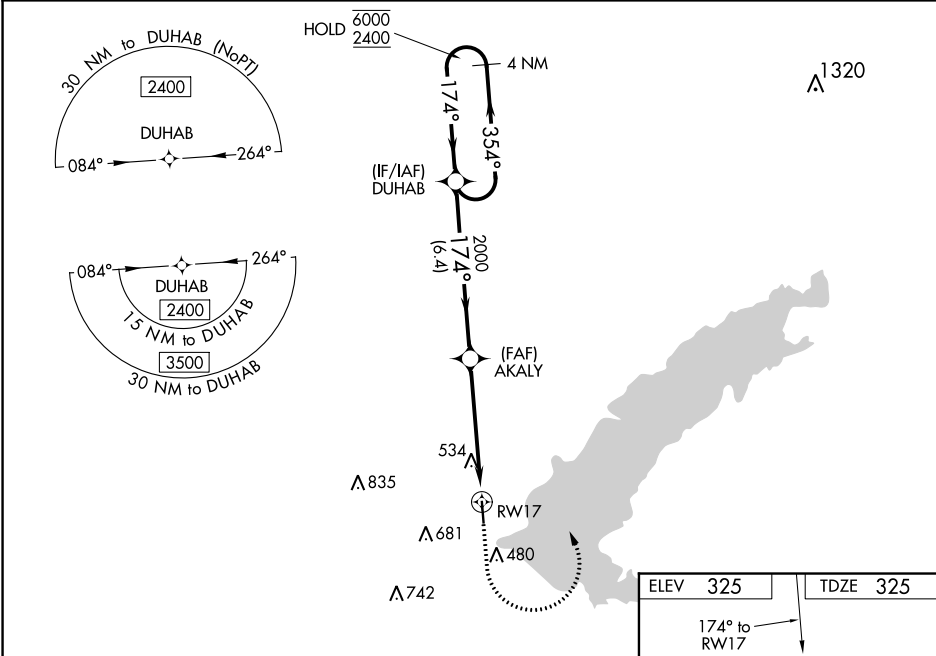 30 NM to DUHAB (NoPT)
2400
DUHAB
084°
264°
084°
264°
DUHAB
2400
15 NM to DUHAB
3500
30 NM to DUHAB
HOLD 6000
2400
4 NM
174°
354°
(IF/IAF)
DUHAB
2000
174°
(6.4)
(FAF)
AKALY
1320
534
835
RW17
681
480
742
ELEV 325
TDZE 325
174° to
RW17